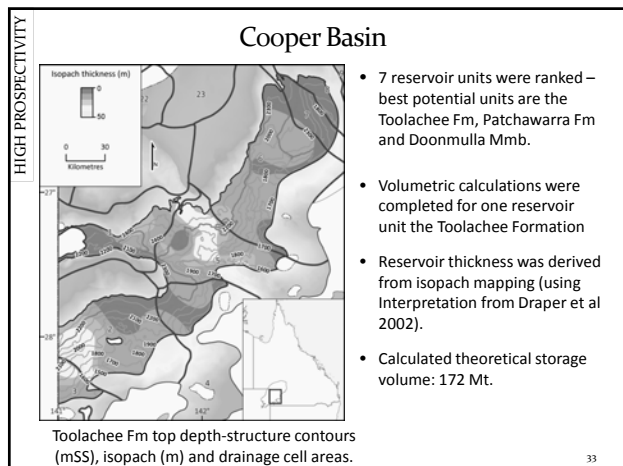 HIGH PROSPECTIVITY
Cooper Basin
Isopach thickness (m)
0
50
0 30
Kilometres
22
23
27°
28°
141°
142°
4
• 7 reservoir units were ranked –
best potential units are the
Toolachee Fm, Patchawarra Fm
and Doonmulla Mmb.
• Volumetric calculations were
completed for one reservoir
unit the Toolachee Formation
• Reservoir thickness was derived
from isopach mapping (using
Interpretation from Draper et al
2002).
• Calculated theoretical storage
volume: 172 Mt.
Toolachee Fm top depth-structure contours
(mSS), isopach (m) and drainage cell areas.
33